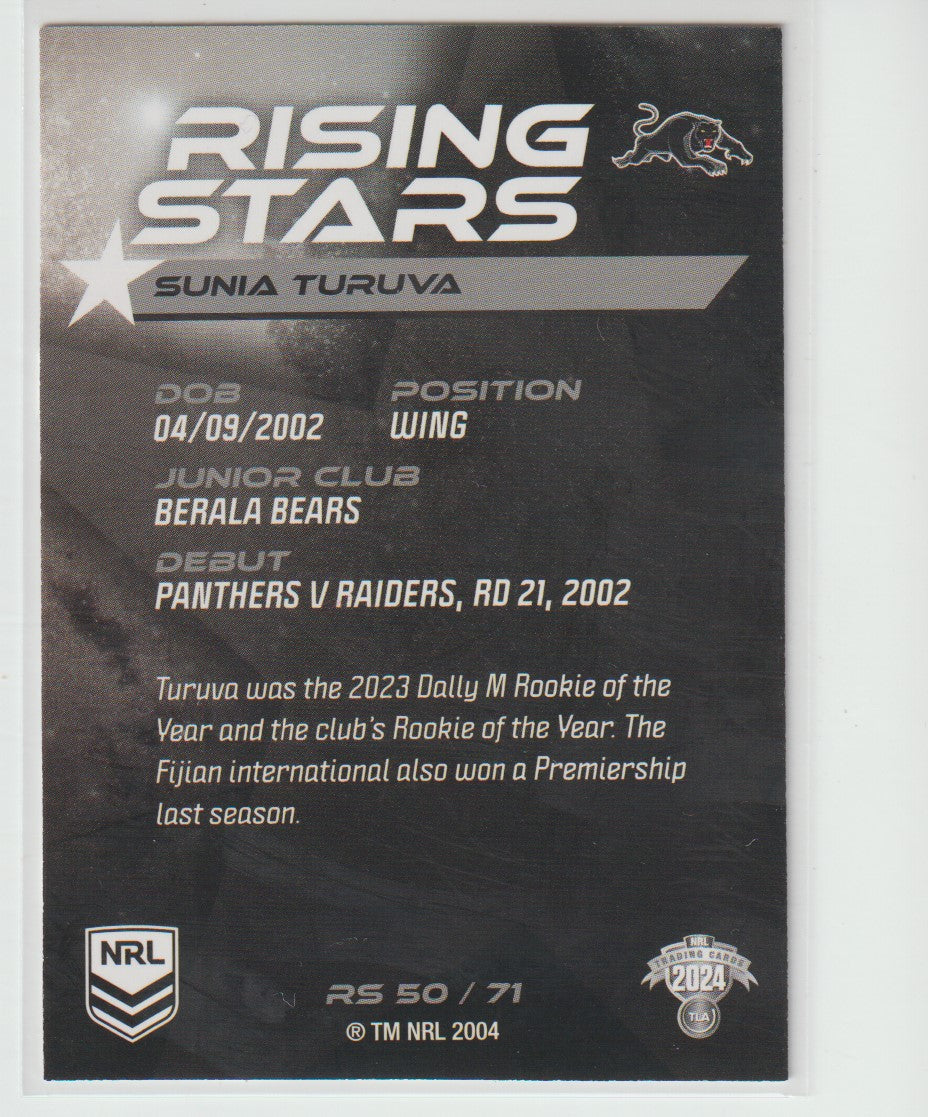 RISING
STARS
SUNIA TURUVA
DOB POSITION
04/09/2002 WING
JUNIOR CLUB
BERALA BEARS
DEBUT
PANTHERS V RAIDERS, RD 21, 2002
Turuva was the 2023 Dally M Rookie of the
Year and the club's Rookie of the Year. The
Fijian international also won a Premiership
last season.
NRL
NRL
TRADING CARDS
2024
TLA
RS 50 / 71
® TM NRL 2004